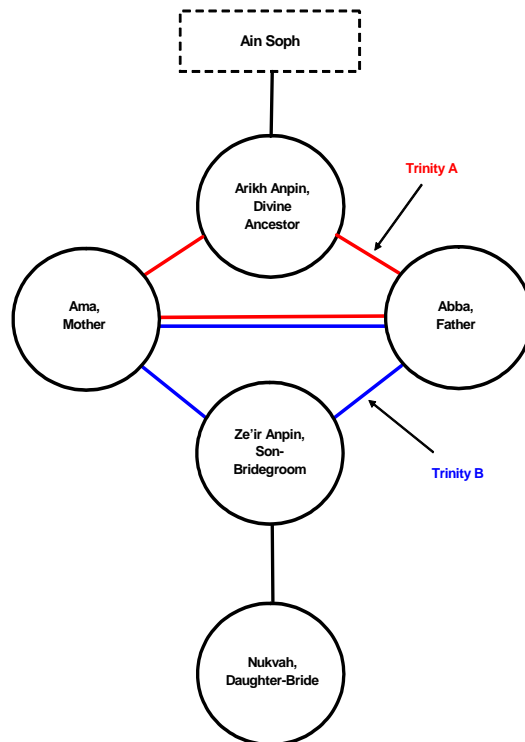 Ain Soph
Arikh Anpin,
Divine
Ancestor
Trinity A
Ama,
Mother
Abba,
Father
Ze'ir Anpin,
Son-
Bridegroom
Trinity B
Nukvah,
Daughter-Bride